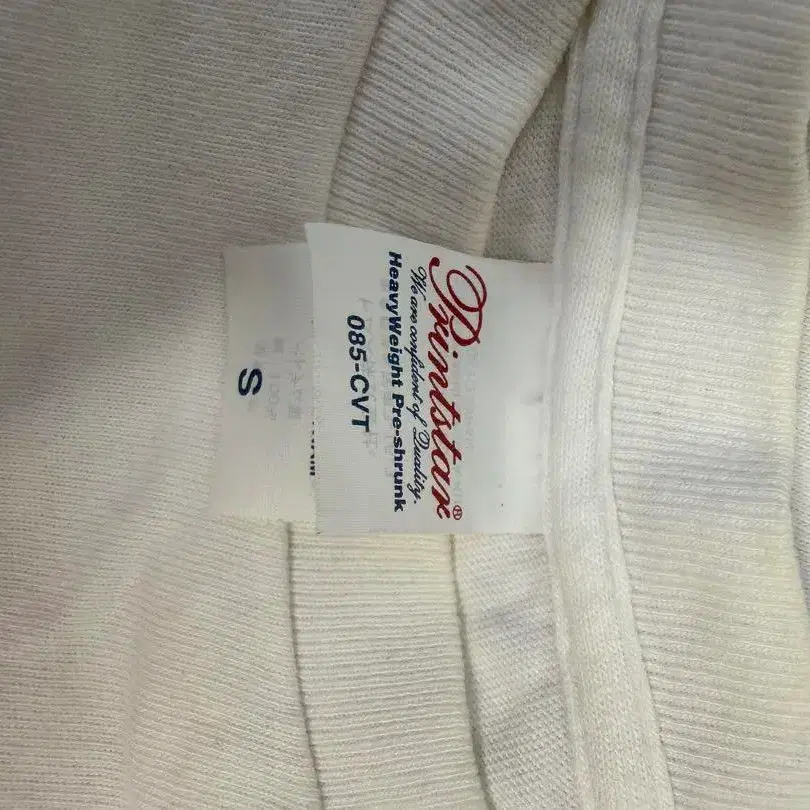 Printstar®
We are confident of Quality.
HeavyWeight Pre-shrunk
085-CVT
S